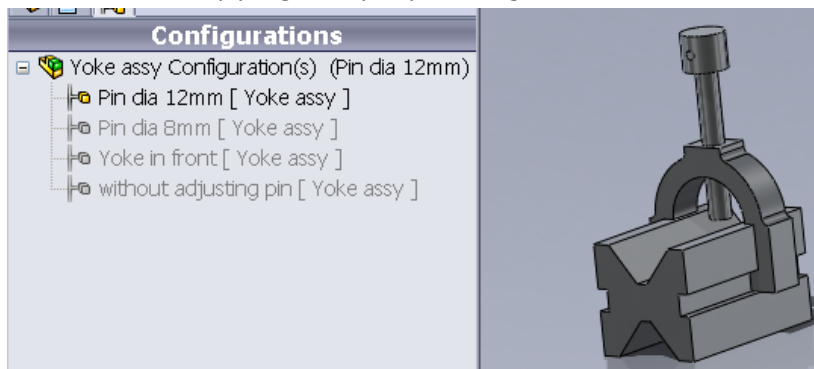 Configurations
Yoke assy Configuration(s) (Pin dia 12mm)
Pin dia 12mm [ Yoke assy ]
Pin dia 8mm [ Yoke assy ]
Yoke in front [ Yoke assy ]
without adjusting pin [ Yoke assy ]